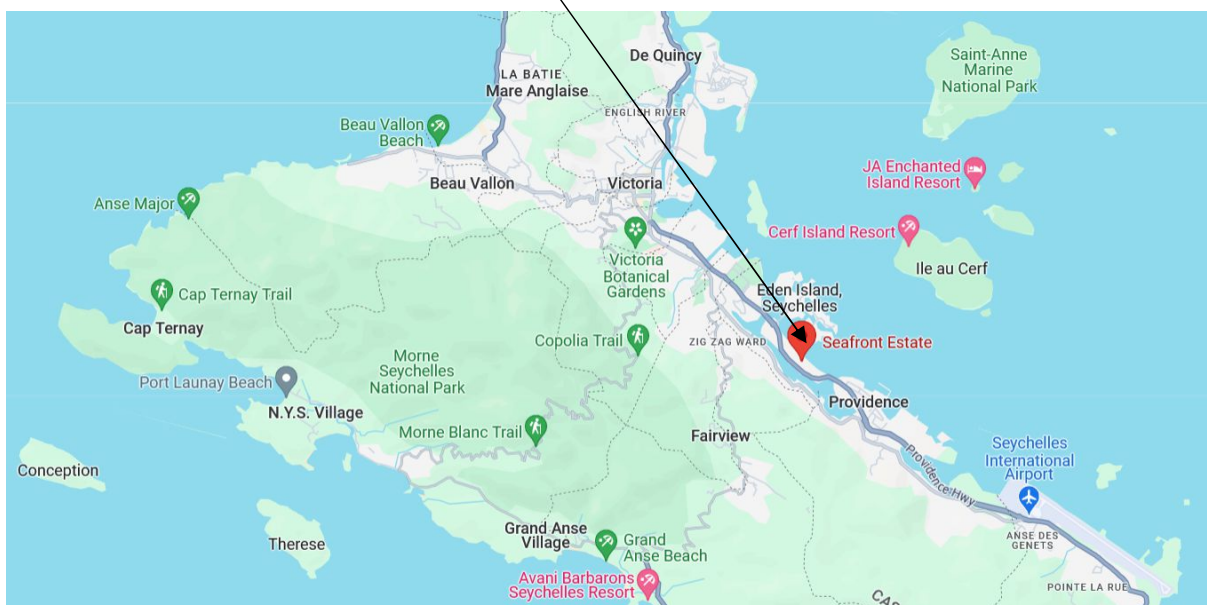 De Quincy
Saint-Anne
Marine
National Park
LA BATIE
Mare Anglaise
ENGLISH RIVER
Beau Vallon
Beach
JA Enchanted
Island Resort
Beau Vallon
Victoria
Anse Major
Cerf Island Resort
Victoria
Botanical
Gardens
Ile au Cerf
Cap Ternay Trail
Eden Island,
Seychelles
Cap Ternay
Copolia Trail
ZIG ZAG WARD
Seafront Estate
Morne
Seychelles
National Park
Port Launay Beach
N.Y.S. Village
Providence
Morne Blanc Trail
Fairview
Seychelles
International
Airport
Conception
Providence Hwy
Grand Anse
Village
Grand
Anse Beach
Therese
ANSE DES
GENETS
Avani Barbarons
Seychelles Resort
POINTE LA RUE
CAS